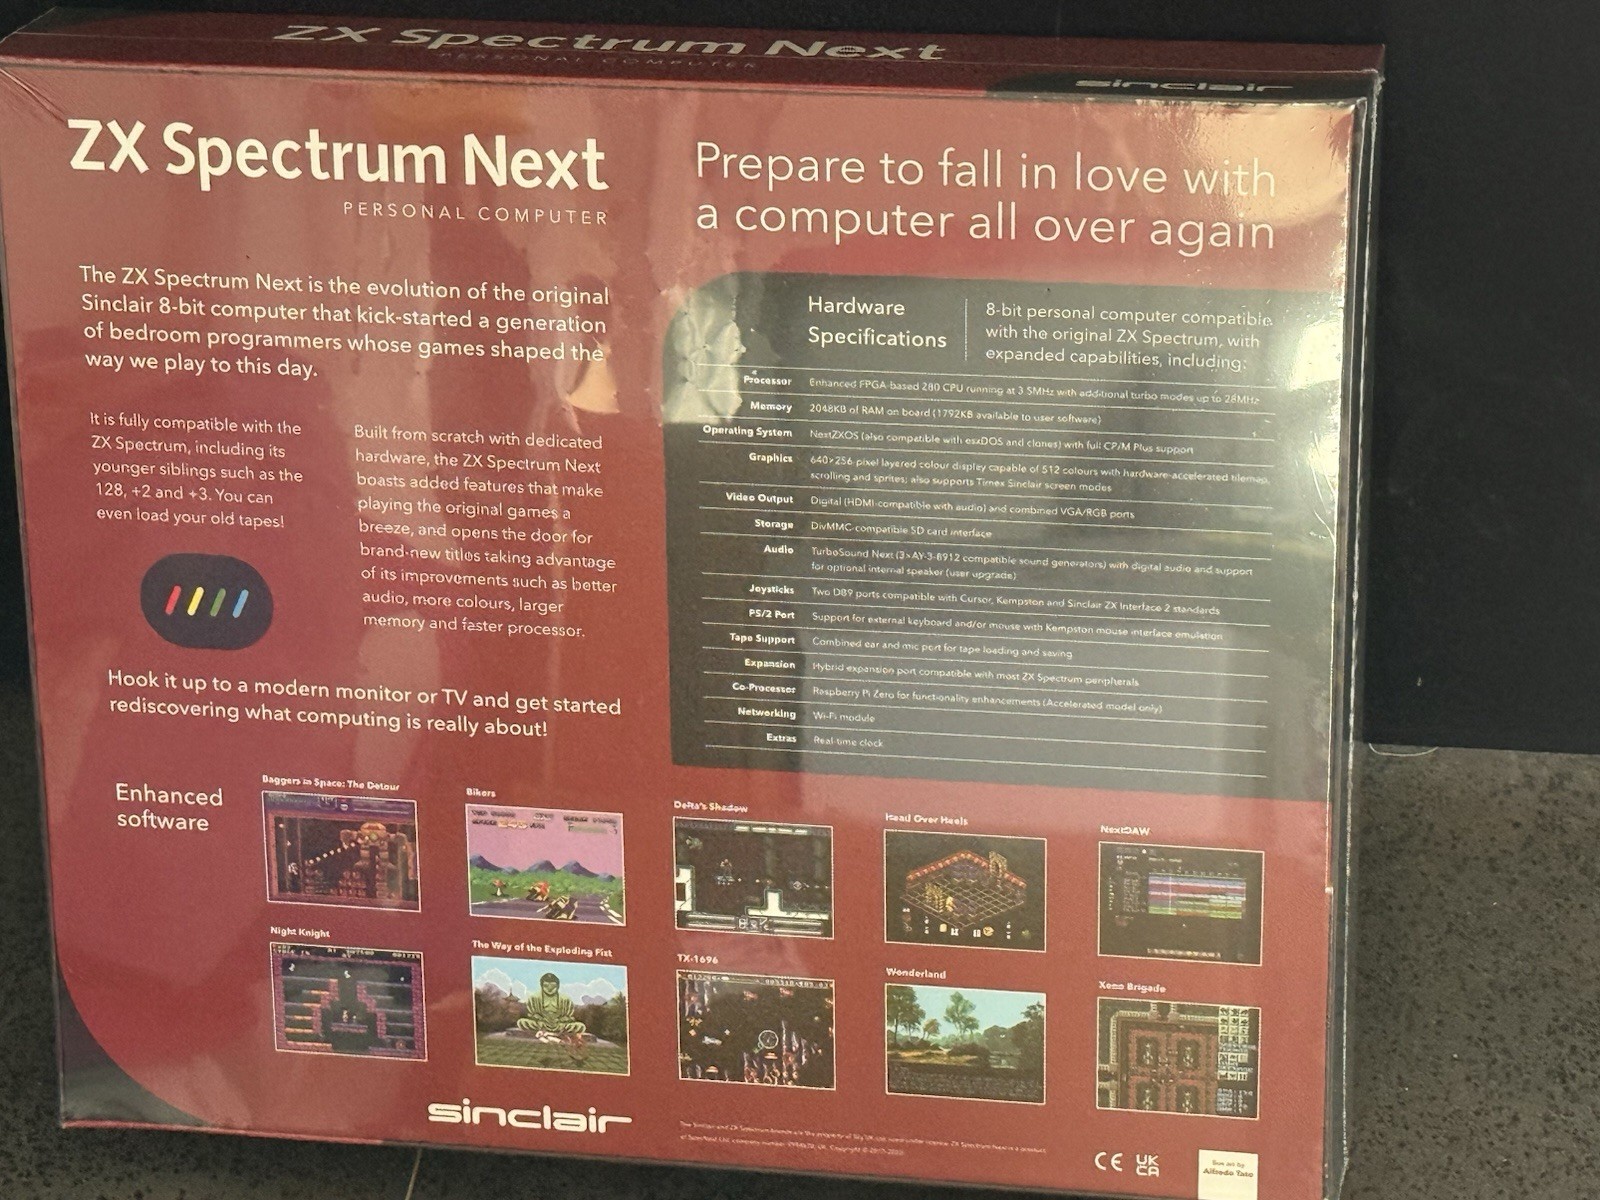 ZX Spectrum Next
PERSONAL COMPUTER
sinclair
ZX Spectrum Next
PERSONAL COMPUTER
The ZX Spectrum Next is the evolution of the original
Sinclair 8-bit computer that kick-started a generation
of bedroom programmers whose games shaped the
way we play to this day.
It is fully compatible with the
ZX Spectrum, including its
younger siblings such as the
128, +2 and +3. You can
even load your old tapes!
Built from scratch with dedicated
hardware, the ZX Spectrum Next
boasts added features that make
playing the original games a
breeze, and opens the door for
brand-new titles taking advantage
of its improvements such as better
audio, more colours, larger
memory and faster processor.
Hook it up to a modern monitor or TV and get started
rediscovering what computing is really about!
Prepare to fall in love with
a computer all over again
Hardware
Specifications
8-bit personal computer compatible
with the original ZX Spectrum, with
expanded capabilities, including:
Processor Enhanced FPGA-based Z80 CPU running at 3.5MHz with additional turbo modes up to 28MHz
Memory 2048KB of RAM on board (1792KB available to user software)
Operating System NextZXOS (also compatible with esxDOS and clones) with full CP/M Plus support
Graphics 640×256 pixel layered colour display capable of 512 colours with hardware-accelerated tilemap,
scrolling and sprites; also supports Timex Sinclair screen modes
Video Output Digital (HDMI-compatible with audio) and combined VGA/RGB ports
Storage DivMMC-compatible SD card interface
Audio TurboSound Next (3×AY-3-8912 compatible sound generators) with digital audio and support
for optional internal speaker (user upgrade)
Joysticks Two DB9 ports compatible with Cursor, Kempston and Sinclair ZX Interface 2 standards
PS/2 Port Support for external keyboard and/or mouse with Kempston mouse interface emulation
Tape Support Combined ear and mic port for tape loading and saving
Expansion Hybrid expansion port compatible with most ZX Spectrum peripherals
Co-Processor Raspberry Pi Zero for functionality enhancements (Accelerated model only)
Networking Wi-Fi module
Extras Real-time clock
Enhanced
software
Baggers in Space: The Detour
Bikers
Delta's Shadow
Head Over Heels
NextDAW
Night Knight
The Way of the Exploding Fist
TX-1696
Wonderland
Xeno Brigade
sinclair
CE UK
CA
Box art by
Alfredo Tato